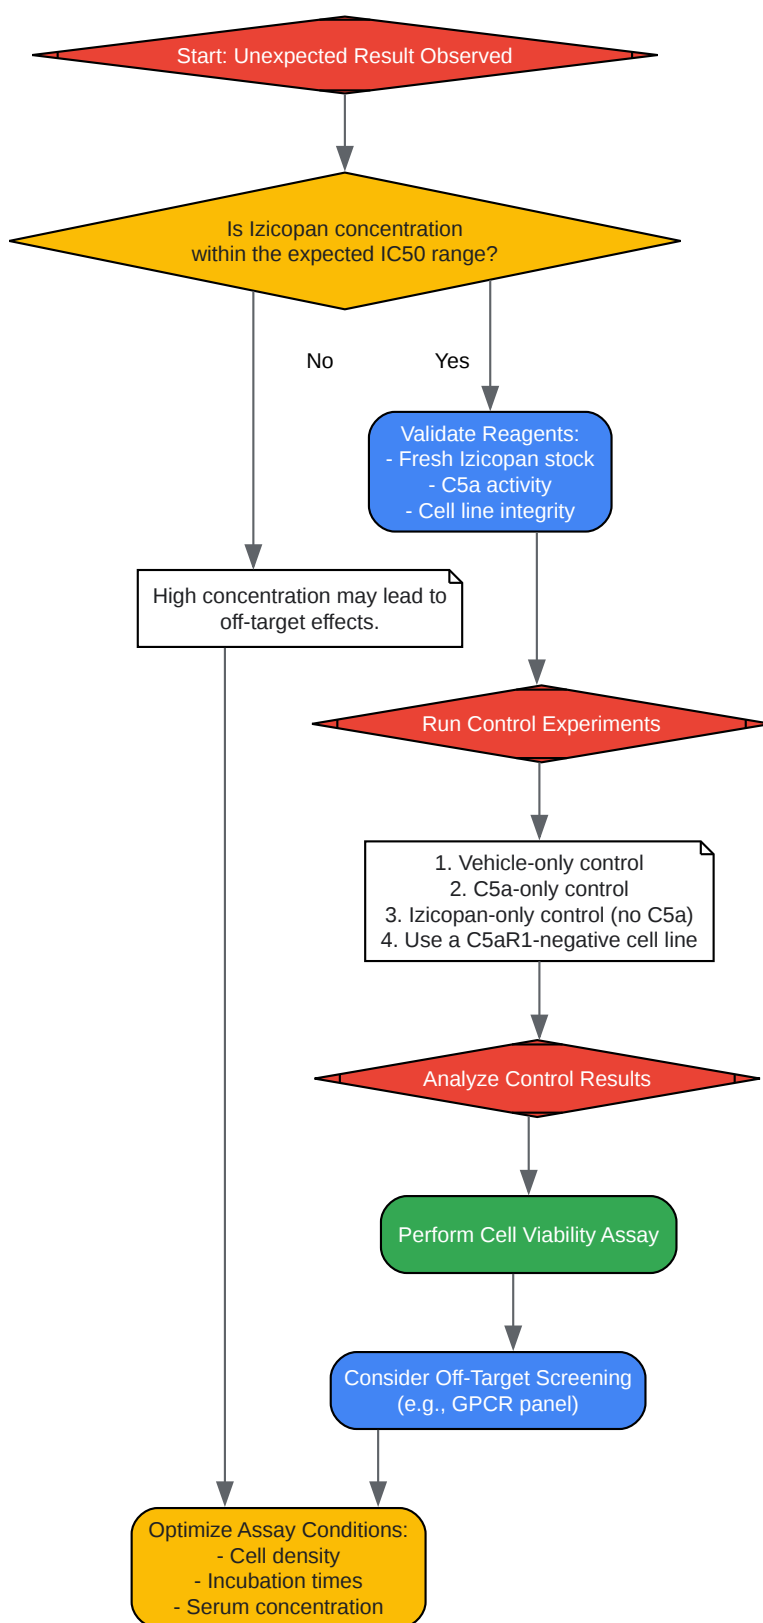 Start: Unexpected Result Observed
Is Izicopan concentration
within the expected IC50 range?
No
Yes
Validate Reagents:
- Fresh Izicopan stock
- C5a activity
- Cell line integrity
High concentration may lead to
off-target effects.
Run Control Experiments
1. Vehicle-only control
2. C5a-only control
3. Izicopan-only control (no C5a)
4. Use a C5aR1-negative cell line
Analyze Control Results
Perform Cell Viability Assay
Consider Off-Target Screening
(e.g., GPCR panel)
Optimize Assay Conditions:
- Cell density
- Incubation times
- Serum concentration